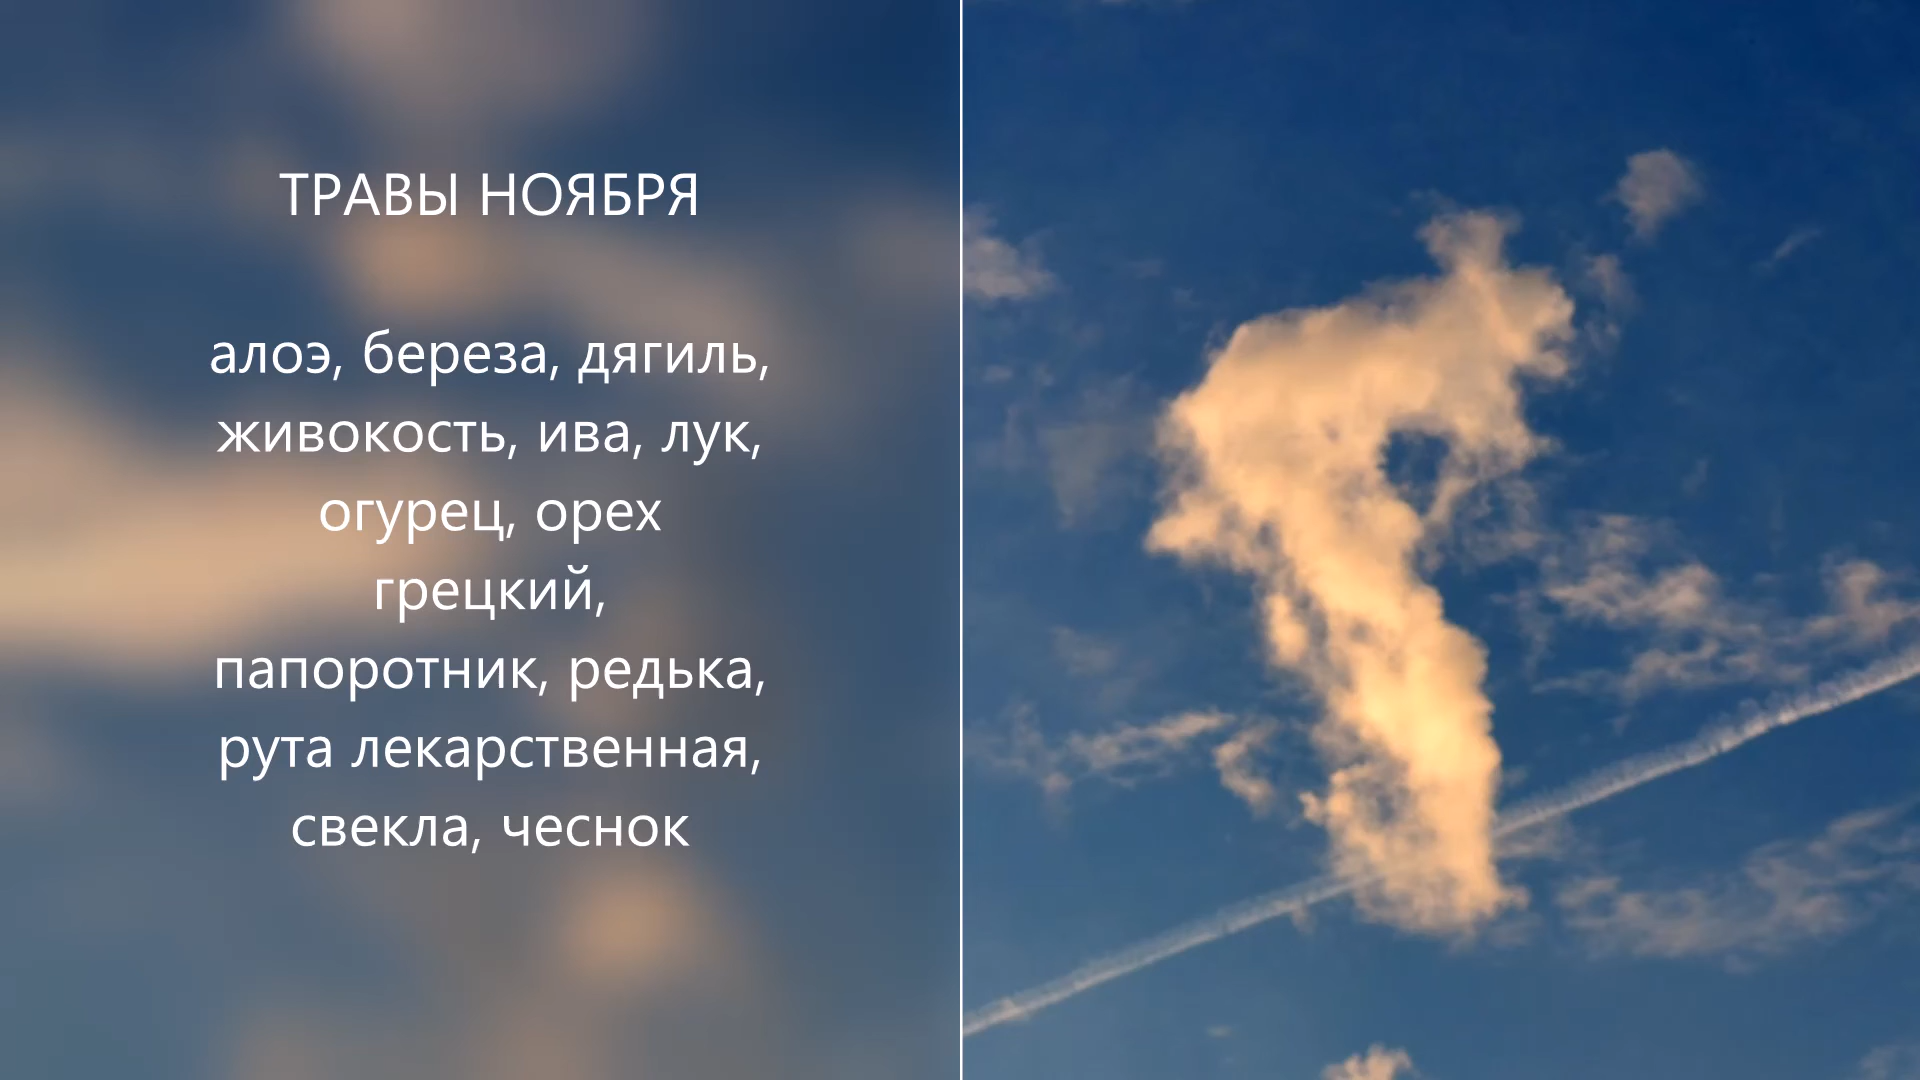 ТРАВЫ НОЯБРЯ
алоэ, береза, дягиль,
живокость, ива, лук,
огурец, орех
грецкий,
папоротник, редька,
рута лекарственная,
свекла, чеснок